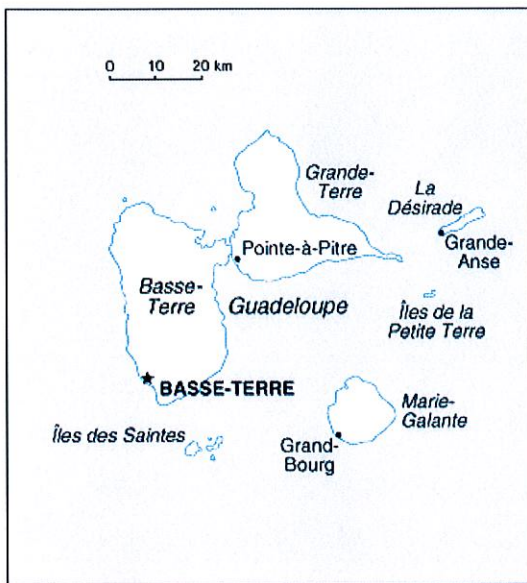 0 10 20 km
Grande-
Terre
La
Désirade
Pointe-à-Pitre
Grande-
Anse
Basse-
Terre
Guadeloupe
Îles de la
Petite Terre
BASSE-TERRE
Marie-
Galante
Îles des Saintes
Grand-
Bourg